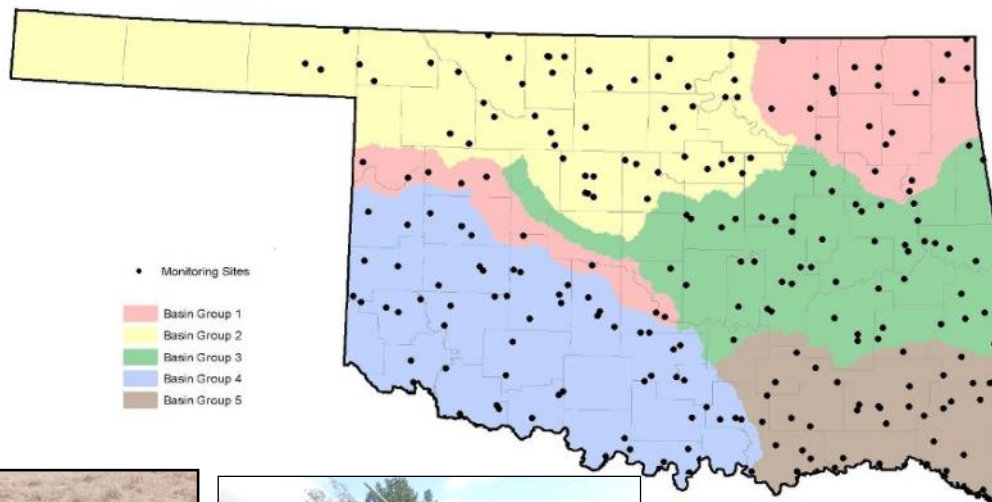 Monitoring Sites
Basin Group 1
Basin Group 2
Basin Group 3
Basin Group 4
Basin Group 5